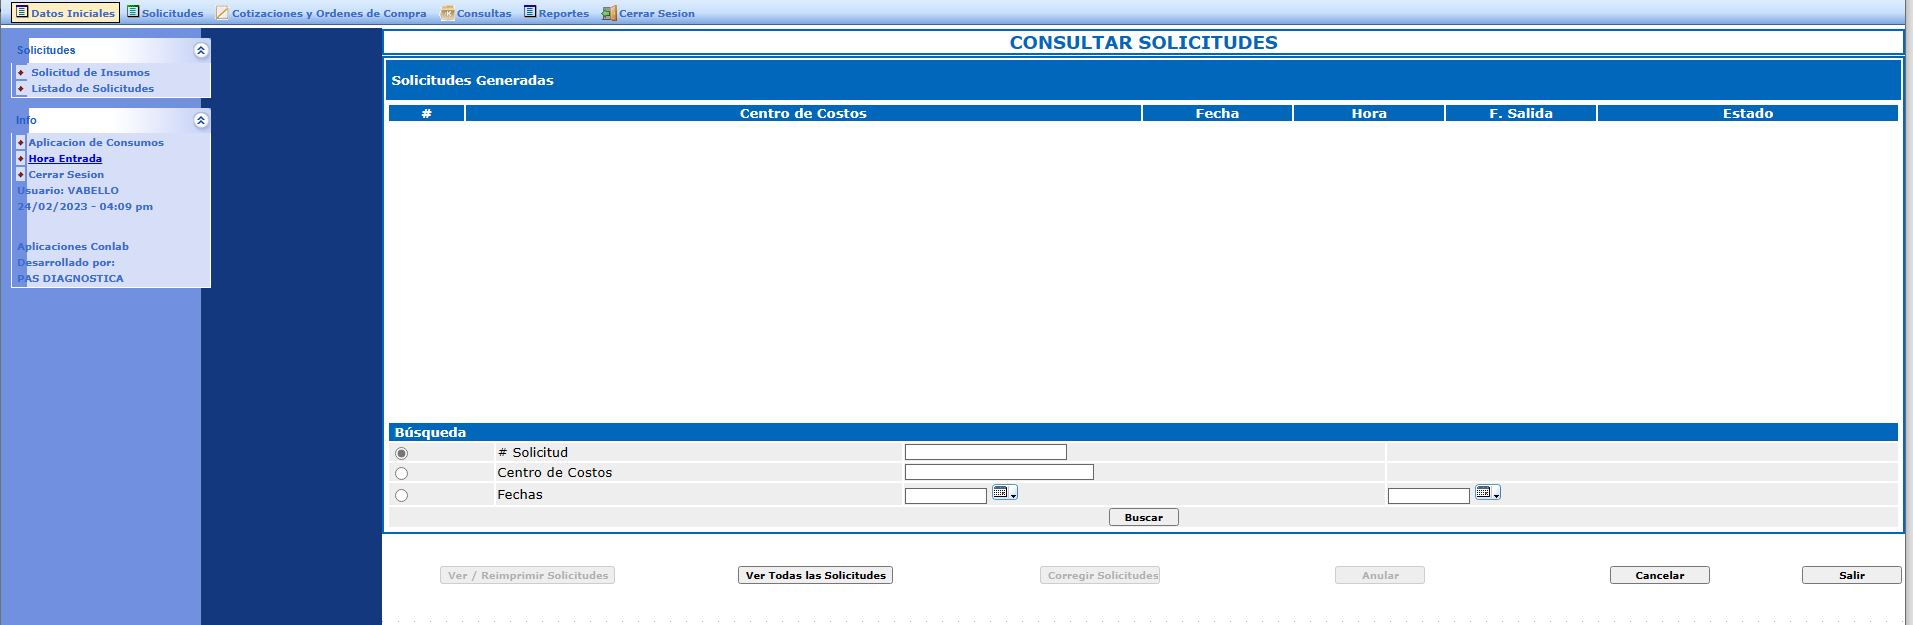 Datos Iniciales Solicitudes Cotizaciones y Ordenes de Compra Consultas Reportes Cerrar Sesion
Solicitudes
Solicitud de Insumos
Listado de Solicitudes
Info
Aplicacion de Consumos
Hora Entrada
Cerrar Sesion
Usuario: VABELLO
24/02/2023 - 04:09 pm
Aplicaciones Conlab
Desarrollado por:
PAS DIAGNOSTICA
CONSULTAR SOLICITUDES
Solicitudes Generadas
# Centro de Costos Fecha Hora F. Salida Estado
Búsqueda
# Solicitud
Centro de Costos
Fechas
Buscar
Ver / Reimprimir Solicitudes Ver Todas las Solicitudes Corregir Solicitudes Anular Cancelar Salir